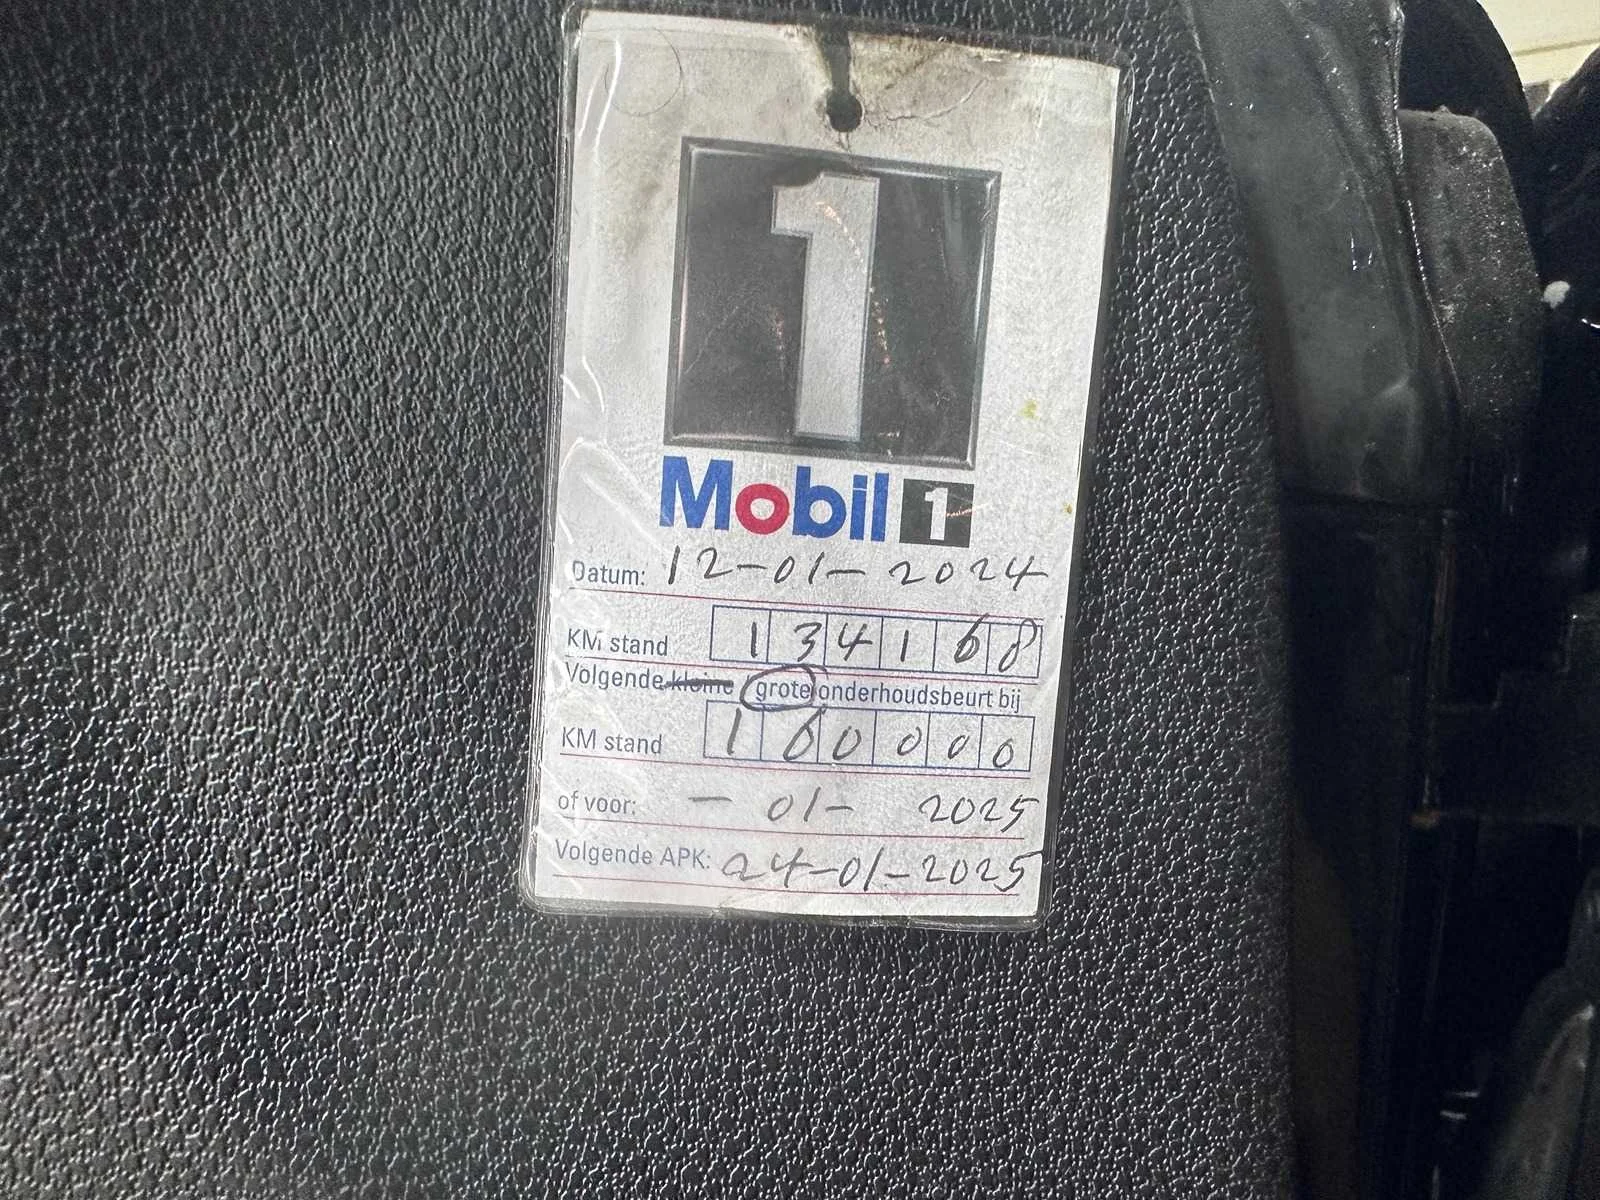 1
Mobil 1
Datum: 12-01-2024
KM stand 134168
Volgende kleine grote onderhoudsbeurt bij
KM stand 160000
of voor: - 01- 2025
Volgende APK: 24-01-2025